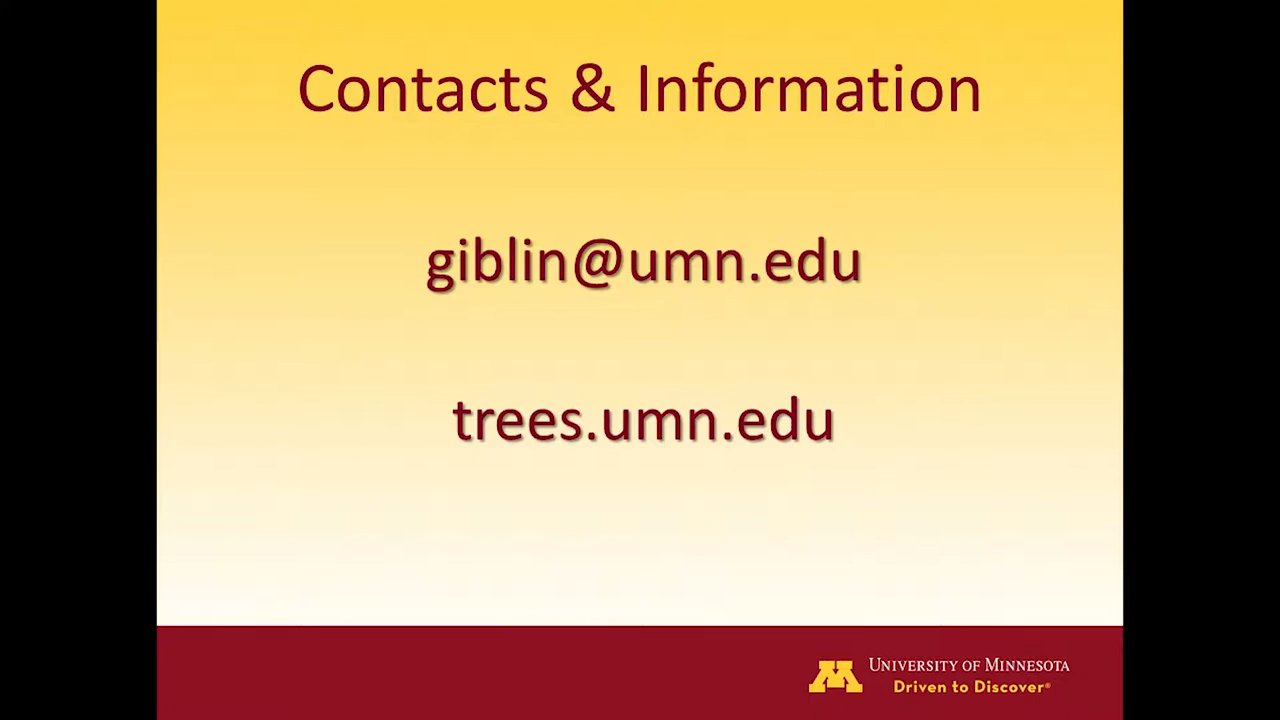 Contacts & Information
giblin@umn.edu
trees.umn.edu
M
UNIVERSITY OF MINNESOTA
Driven to Discover®